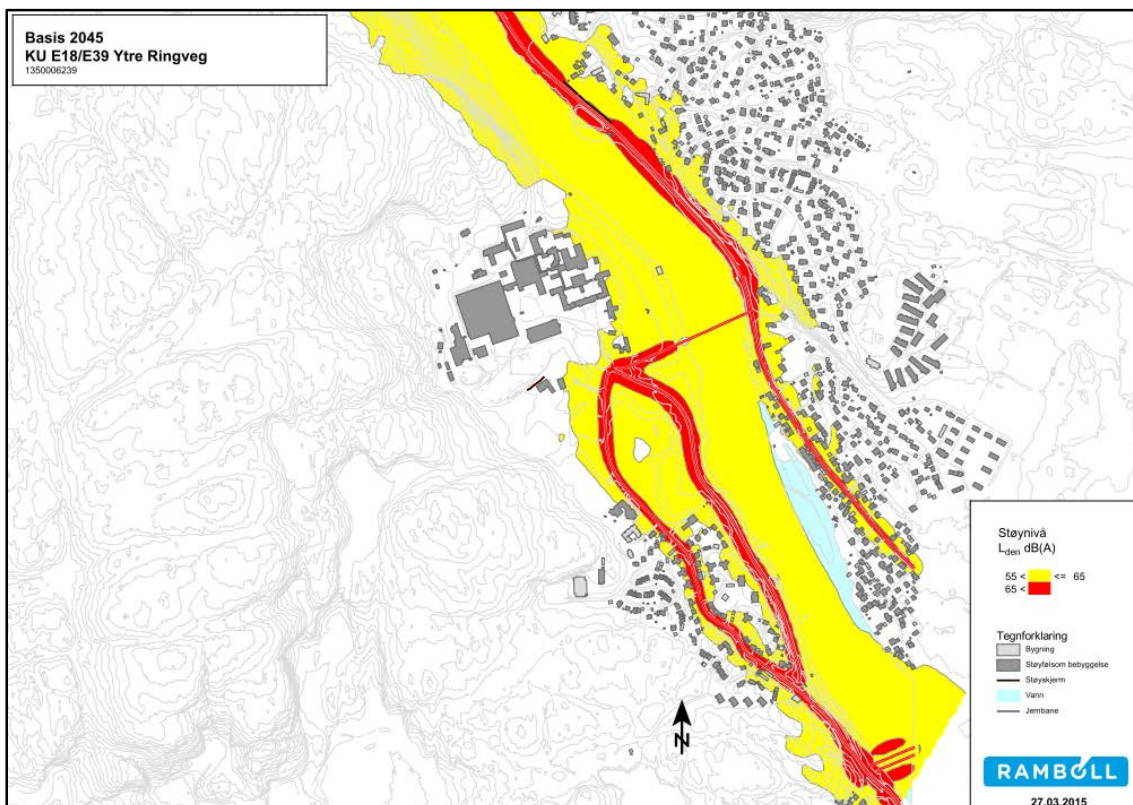 Basis 2045
KU E18/E39 Ytre Ringveg
1350006239
N
Støynivå
Lden dB(A)
55 < <= 65
65 <
Tegnforklaring
Bygning
Støyfølsom bebyggelse
Støyskjerm
Vann
Jernbane
RAMBOLL
27.03.2015